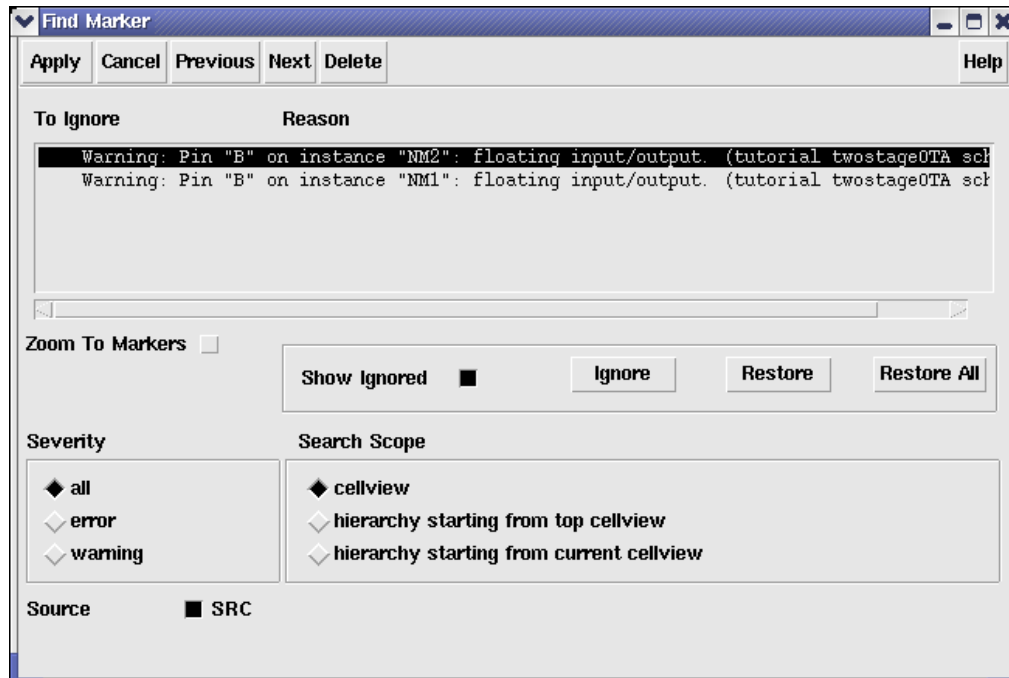 Find Marker
Apply Cancel Previous Next Delete Help
To Ignore Reason
Warning: Pin "B" on instance "NM2": floating input/output. (tutorial twostageOTA sch
Warning: Pin "B" on instance "NM1": floating input/output. (tutorial twostageOTA sch
Zoom To Markers
Show Ignored Ignore Restore Restore All
Severity Search Scope
all cellview
error hierarchy starting from top cellview
warning hierarchy starting from current cellview
Source SRC